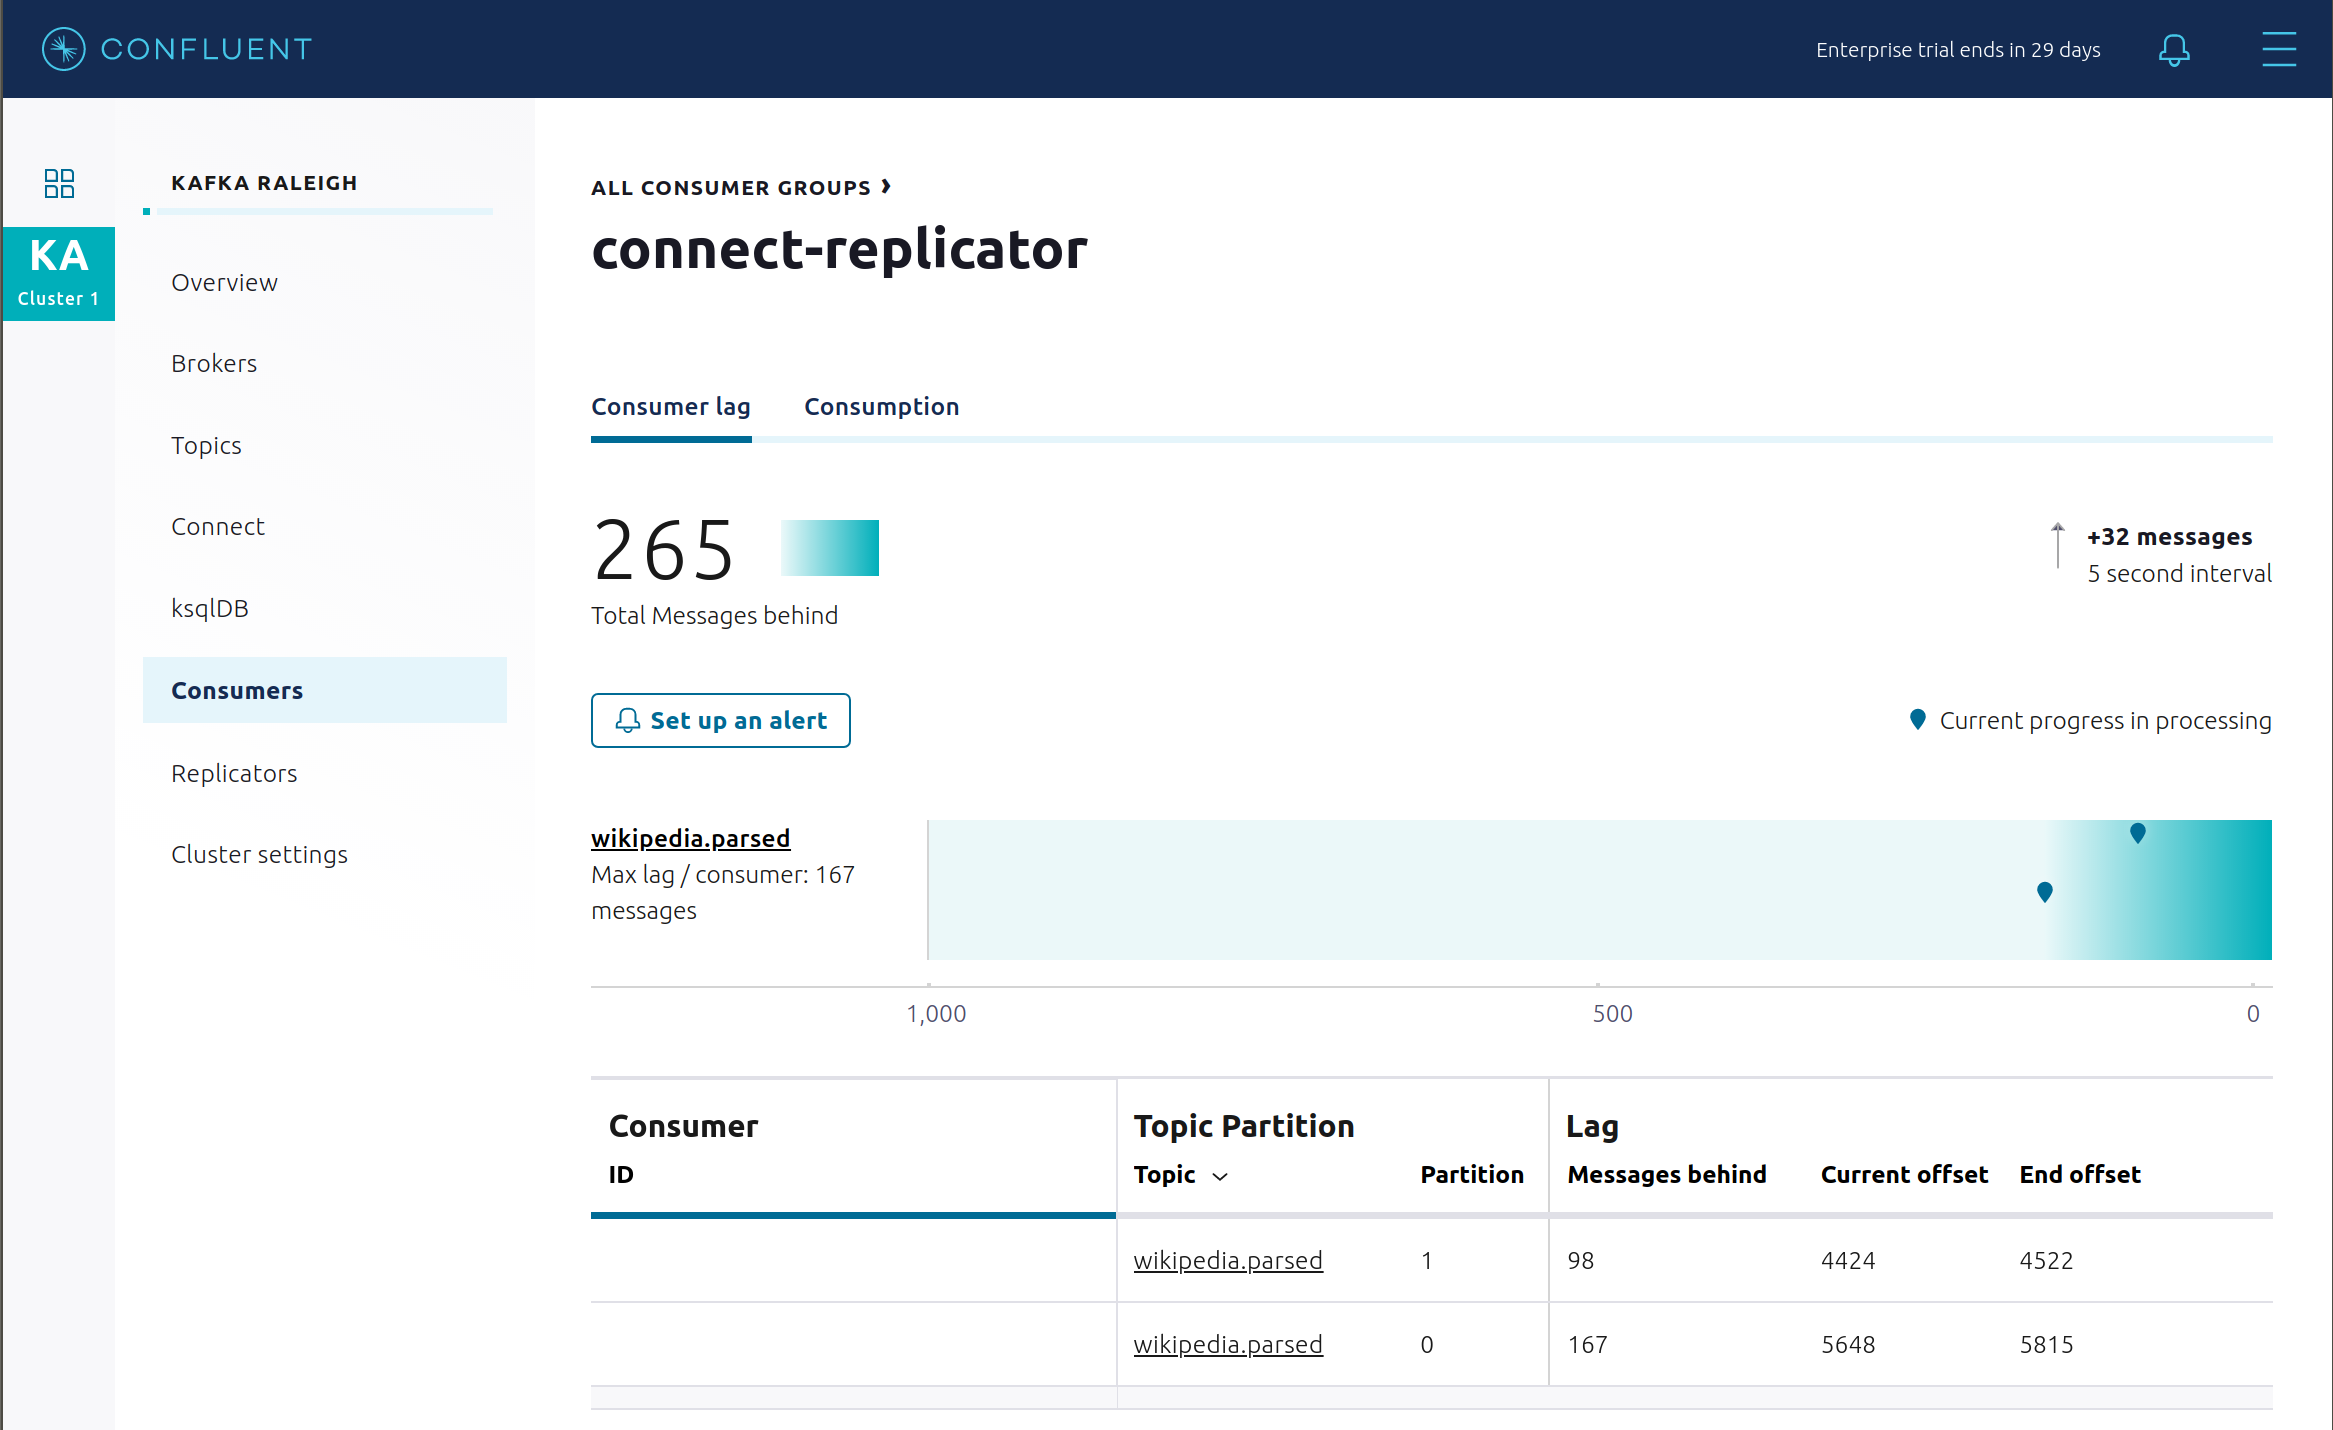 CONFLUENT
Enterprise trial ends in 29 days
KA
Cluster 1
KAFKA RALEIGH
Overview
Brokers
Topics
Connect
ksqlDB
Consumers
Replicators
Cluster settings
ALL CONSUMER GROUPS ❯
connect-replicator
Consumer lag Consumption
265
Total Messages behind
+32 messages
5 second interval
Set up an alert
Current progress in processing
wikipedia.parsed
Max lag / consumer: 167
messages
1,000 500 0
Consumer Topic Partition Lag
ID Topic Partition Messages behind Current offset End offset
wikipedia.parsed 1 98 4424 4522
wikipedia.parsed 0 167 5648 5815